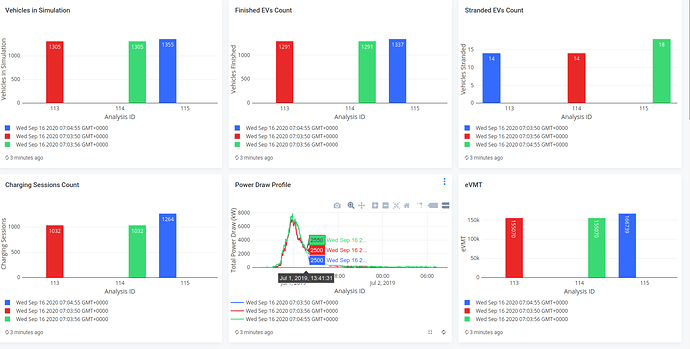 Vehicles in Simulation
Vehicles in Simulation
1000
500
0
1305
1305
1355
113
114
115
Analysis ID
Wed Sep 16 2020 07:04:55 GMT+0000
Wed Sep 16 2020 07:03:50 GMT+0000
Wed Sep 16 2020 07:03:56 GMT+0000
3 minutes ago
Finished EVs Count
Vehicles Finished
1000
500
0
1291
1291
1337
113
114
115
Analysis ID
Wed Sep 16 2020 07:04:55 GMT+0000
Wed Sep 16 2020 07:03:50 GMT+0000
Wed Sep 16 2020 07:03:56 GMT+0000
3 minutes ago
Stranded EVs Count
Vehicles Stranded
15
10
5
0
14
14
18
113
114
115
Analysis ID
Wed Sep 16 2020 07:03:50 GMT+0000
Wed Sep 16 2020 07:03:56 GMT+0000
Wed Sep 16 2020 07:04:55 GMT+0000
3 minutes ago
Charging Sessions Count
Charging Sessions
1000
500
0
1032
1032
1264
113
114
115
Analysis ID
Wed Sep 16 2020 07:04:55 GMT+0000
Wed Sep 16 2020 07:03:50 GMT+0000
Wed Sep 16 2020 07:03:56 GMT+0000
3 minutes ago
Power Draw Profile
Total Power Draw (kW)
8000
6000
4000
2000
0
2550 Wed Sep 16 2...
2500 Wed Sep 16 2...
2500 Wed Sep 16 2...
Jul 1, 2019, 13:41:31
00:00
06:00
Jul 2, 2019
Analysis ID
Wed Sep 16 2020 07:03:50 GMT+0000
Wed Sep 16 2020 07:03:56 GMT+0000
Wed Sep 16 2020 07:04:55 GMT+0000
3 minutes ago
eVMT
eVMT
150k
100k
50k
0
155070
155070
166739
113
114
115
Analysis ID
Wed Sep 16 2020 07:04:55 GMT+0000
Wed Sep 16 2020 07:03:50 GMT+0000
Wed Sep 16 2020 07:03:56 GMT+0000
3 minutes ago